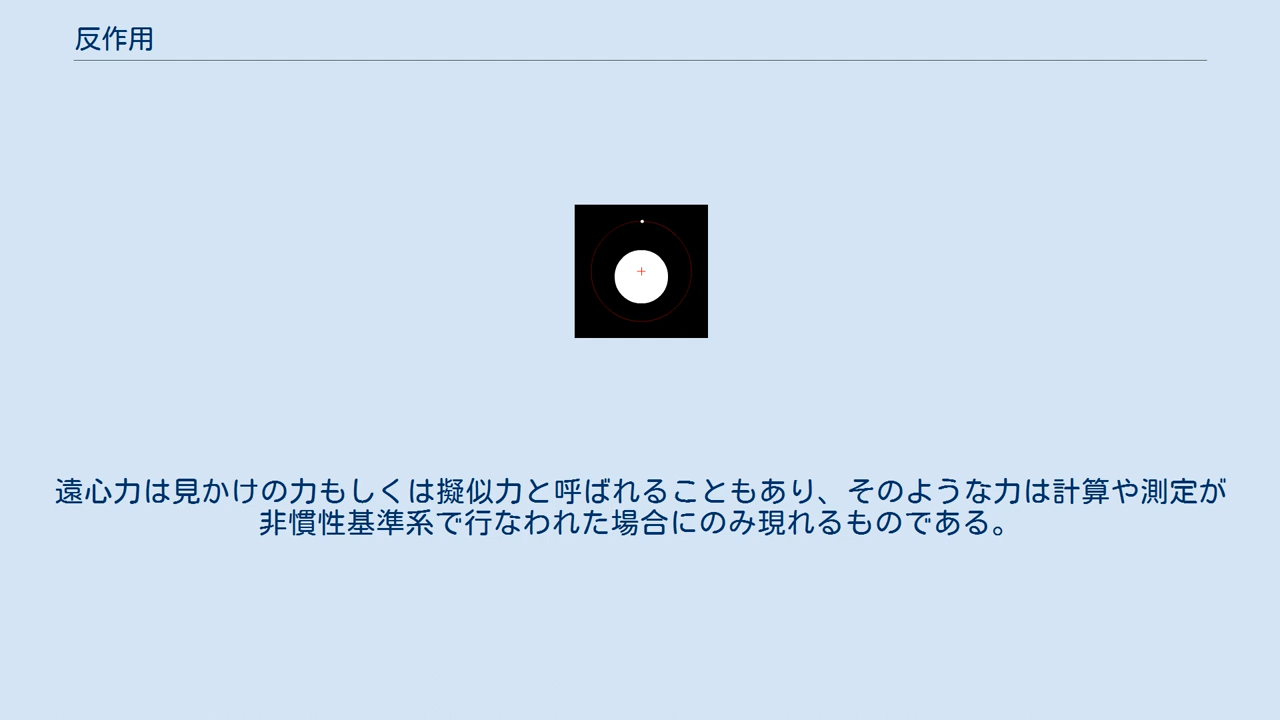 反作用
遠心力は見かけの力もしくは擬似力と呼ばれることもあり、そのような力は計算や測定が
非慣性基準系で行なわれた場合にのみ現れるものである。